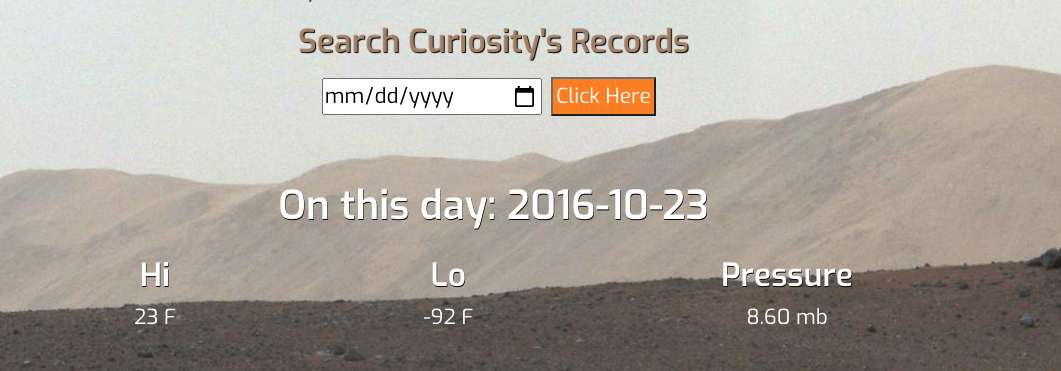 Search Curiosity's Records
mm/dd/yyyy Click Here
On this day: 2016-10-23
Hi Lo Pressure
23 F -92 F 8.60 mb